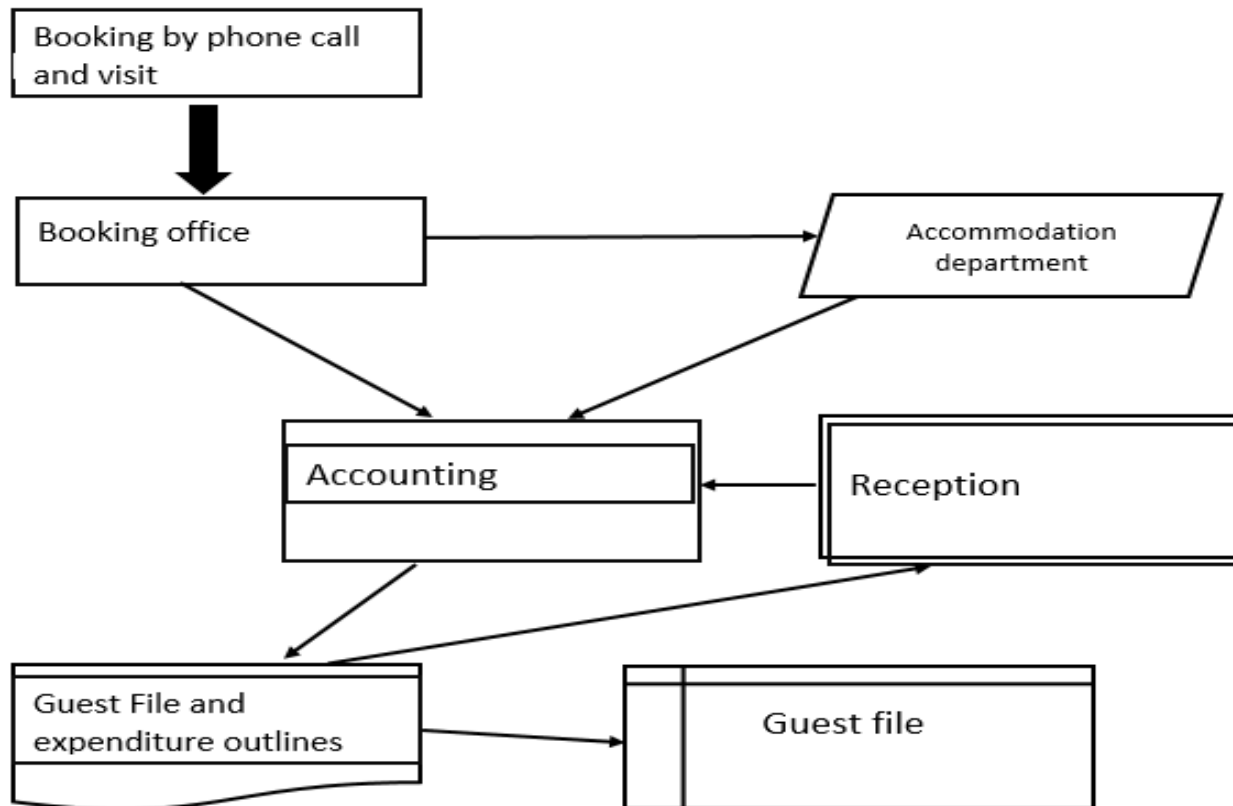 Booking by phone call
and visit
Booking office
Accommodation
department
Accounting
Reception
Guest File and
expenditure outlines
Guest file